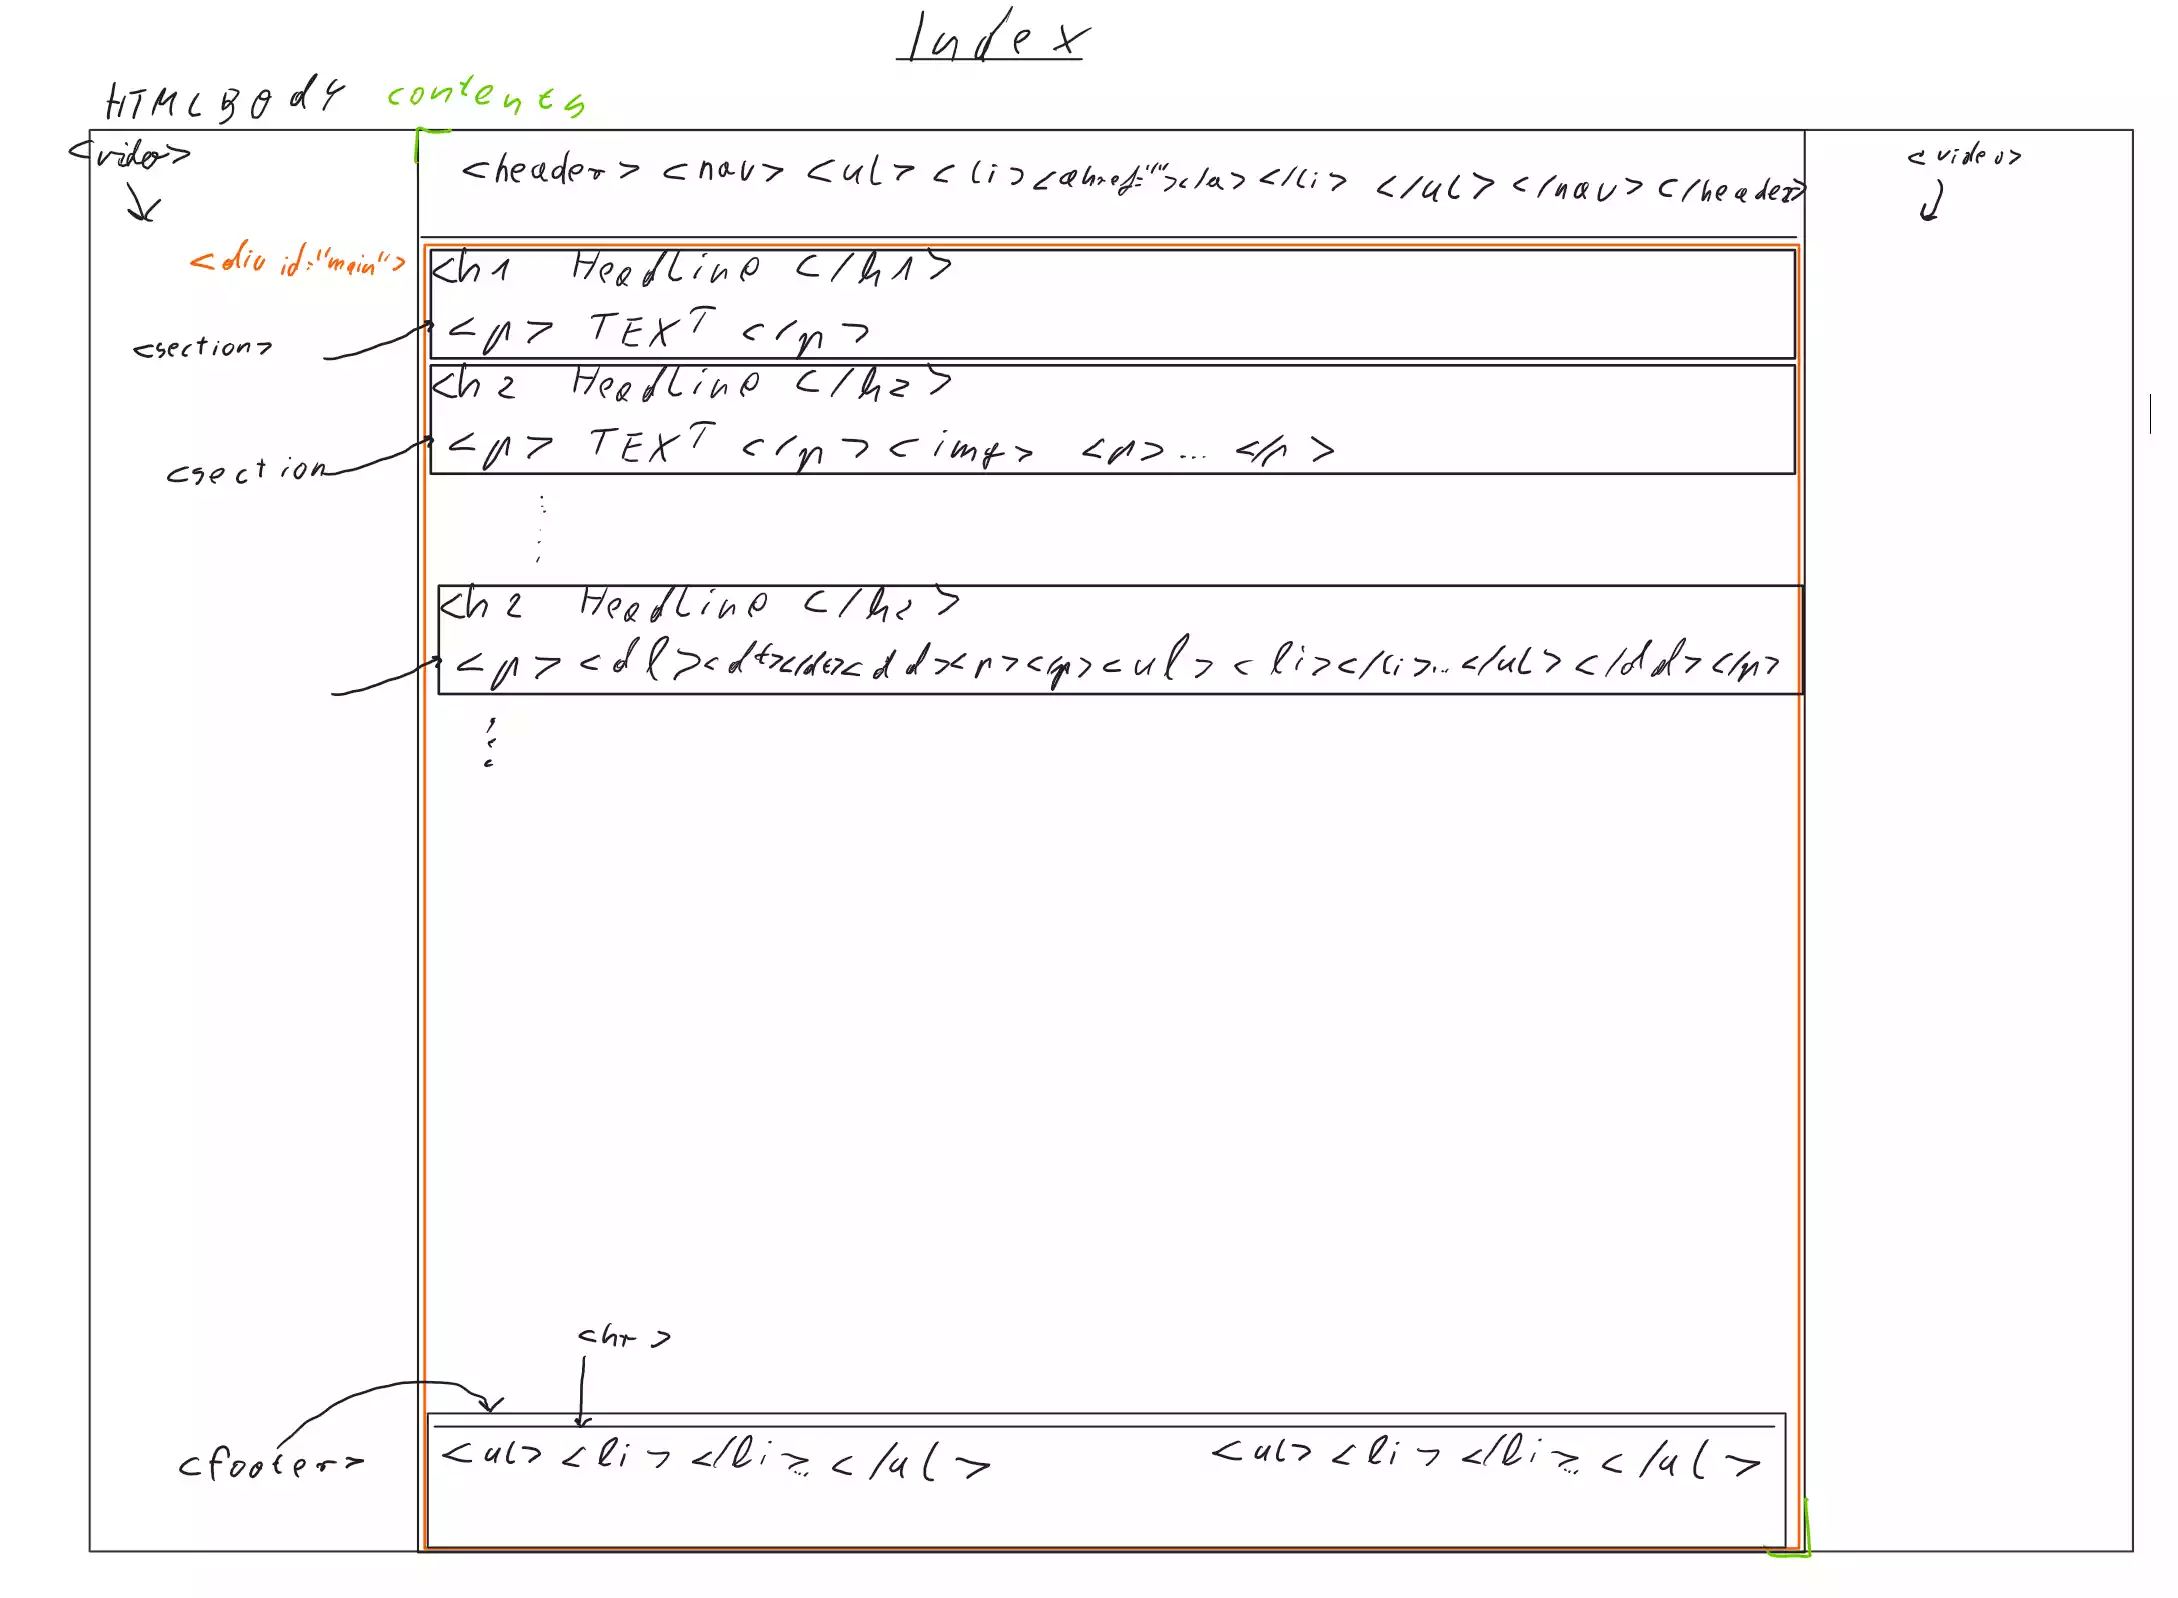 Index
HTMLBODY contents
<video>
<video>
<header> <nav> <ul> <li> <a href=""></a> </li> </ul> </nav> </header>
<div id="main">
<h1 Headline </h1>
<section>
<p> TEXT </p>
<h2 Headline </h2>
<section
<p> TEXT </p> <img> <p> ... </p>
<h2 Headline </h2>
<p> <dl> <dt></dt> <dd> <p> </p> <ul> <li></li>... </ul> </dd> </p>
<hr>
<footer>
<ul> <li> </li>... </ul> <ul> <li> </li>... </ul>